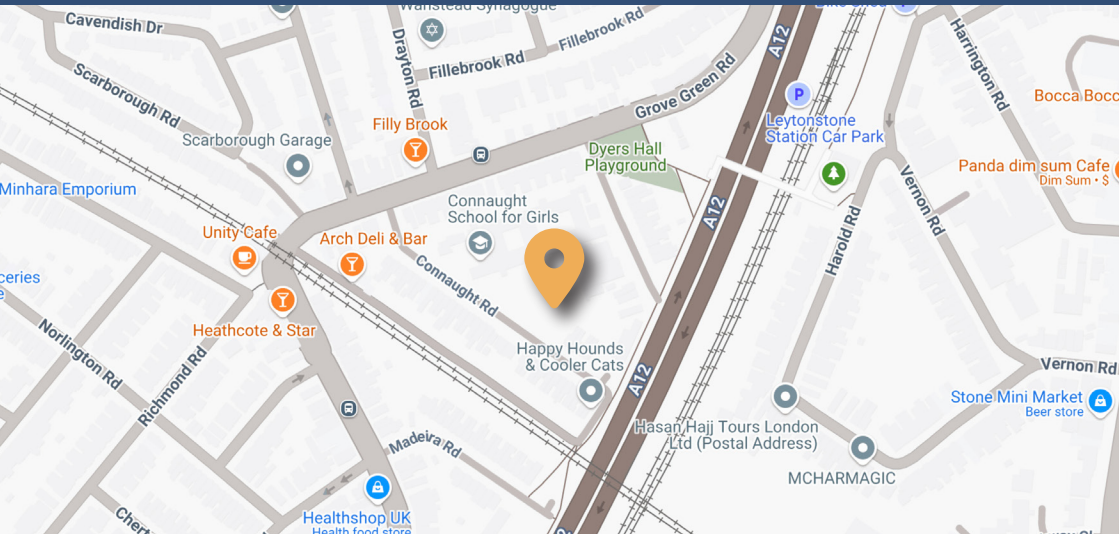 Wanstead Synagogue
Cavendish Dr
Drayton Rd
Fillebrook Rd
Fillebrook Rd
A12
Harrington Rd
Scarborough Rd
Grove Green Rd
Bocca Bocc
Filly Brook
Scarborough Garage
P
Leytonstone
Station Car Park
Dyers Hall
Playground
Panda dim sum Cafe
Dim Sum • $
Minhara Emporium
Connaught
School for Girls
Vernon Rd
A12
Unity Cafe
Arch Deli & Bar
Harold Rd
Connaught Rd
ceries
e
Heathcote & Star
Norlington Rd
Richmond Rd
Happy Hounds
& Cooler Cats
A12
Vernon Rd
Stone Mini Market
Beer store
Hasan Hajj Tours London
Ltd (Postal Address)
Madeira Rd
MCHARMAGIC
Healthshop UK
Health food store
Chert